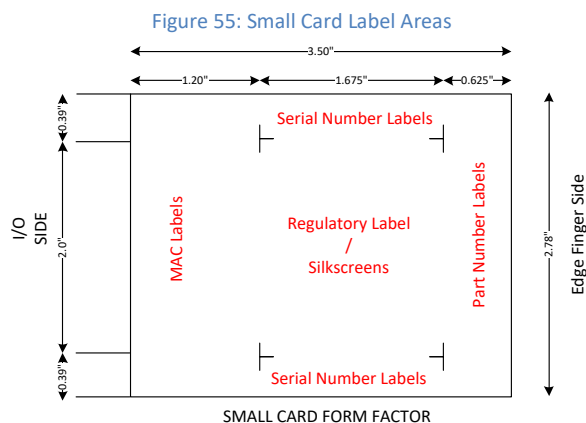 Figure 55: Small Card Label Areas
3.50"
1.20"
1.675"
0.625"
0.39"
Serial Number Labels
I/O
SIDE
2.0"
MAC Labels
Regulatory Label
/
Silkscreens
Part Number Labels
2.78"
Edge Finger Side
0.39"
Serial Number Labels
SMALL CARD FORM FACTOR